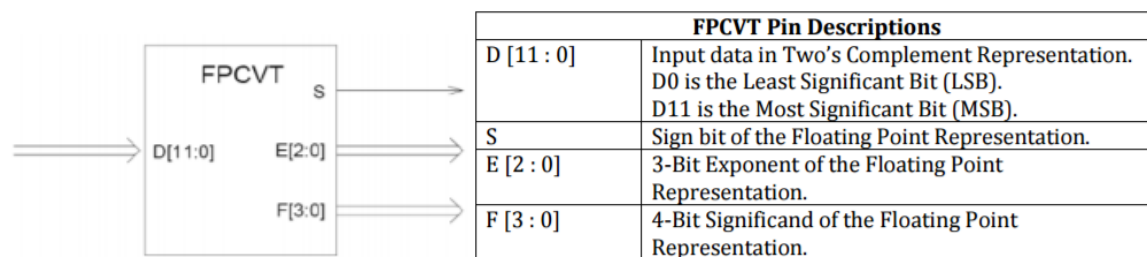 FPCVT
S
D[11:0]
E[2:0]
F[3:0]
FPCVT Pin Descriptions
D [11 : 0]
Input data in Two's Complement Representation.
D0 is the Least Significant Bit (LSB).
D11 is the Most Significant Bit (MSB).
S
Sign bit of the Floating Point Representation.
E [2 : 0]
3-Bit Exponent of the Floating Point
Representation.
F [3 : 0]
4-Bit Significand of the Floating Point
Representation.